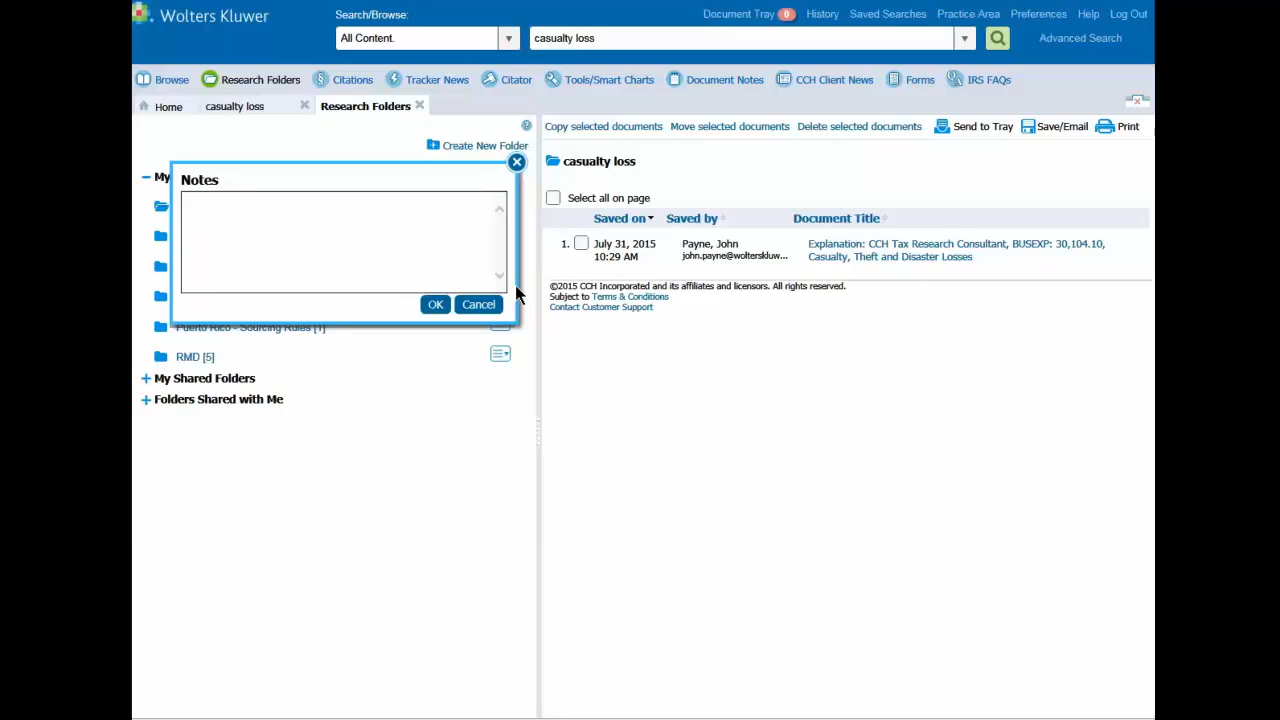 Wolters Kluwer
Search/Browse:
Document Tray 0 History Saved Searches Practice Area Preferences Help Log Out
All Content.
casualty loss
Advanced Search
Browse Research Folders Citations Tracker News Citator Tools/Smart Charts Document Notes CCH Client News Forms IRS FAQs
Home casualty loss Research Folders
Create New Folder
My
Notes
OK Cancel
Puerto Rico - Sourcing Rules [1]
RMD [5]
My Shared Folders
Folders Shared with Me
Copy selected documents Move selected documents Delete selected documents Send to Tray Save/Email Print
casualty loss
Select all on page
Saved on Saved by Document Title
1. July 31, 2015 Payne, John Explanation: CCH Tax Research Consultant, BUSEXP: 30,104.10,
10:29 AM john.payne@wolterskluw... Casualty, Theft and Disaster Losses
©2015 CCH Incorporated and its affiliates and licensors. All rights reserved.
Subject to Terms & Conditions
Contact Customer Support